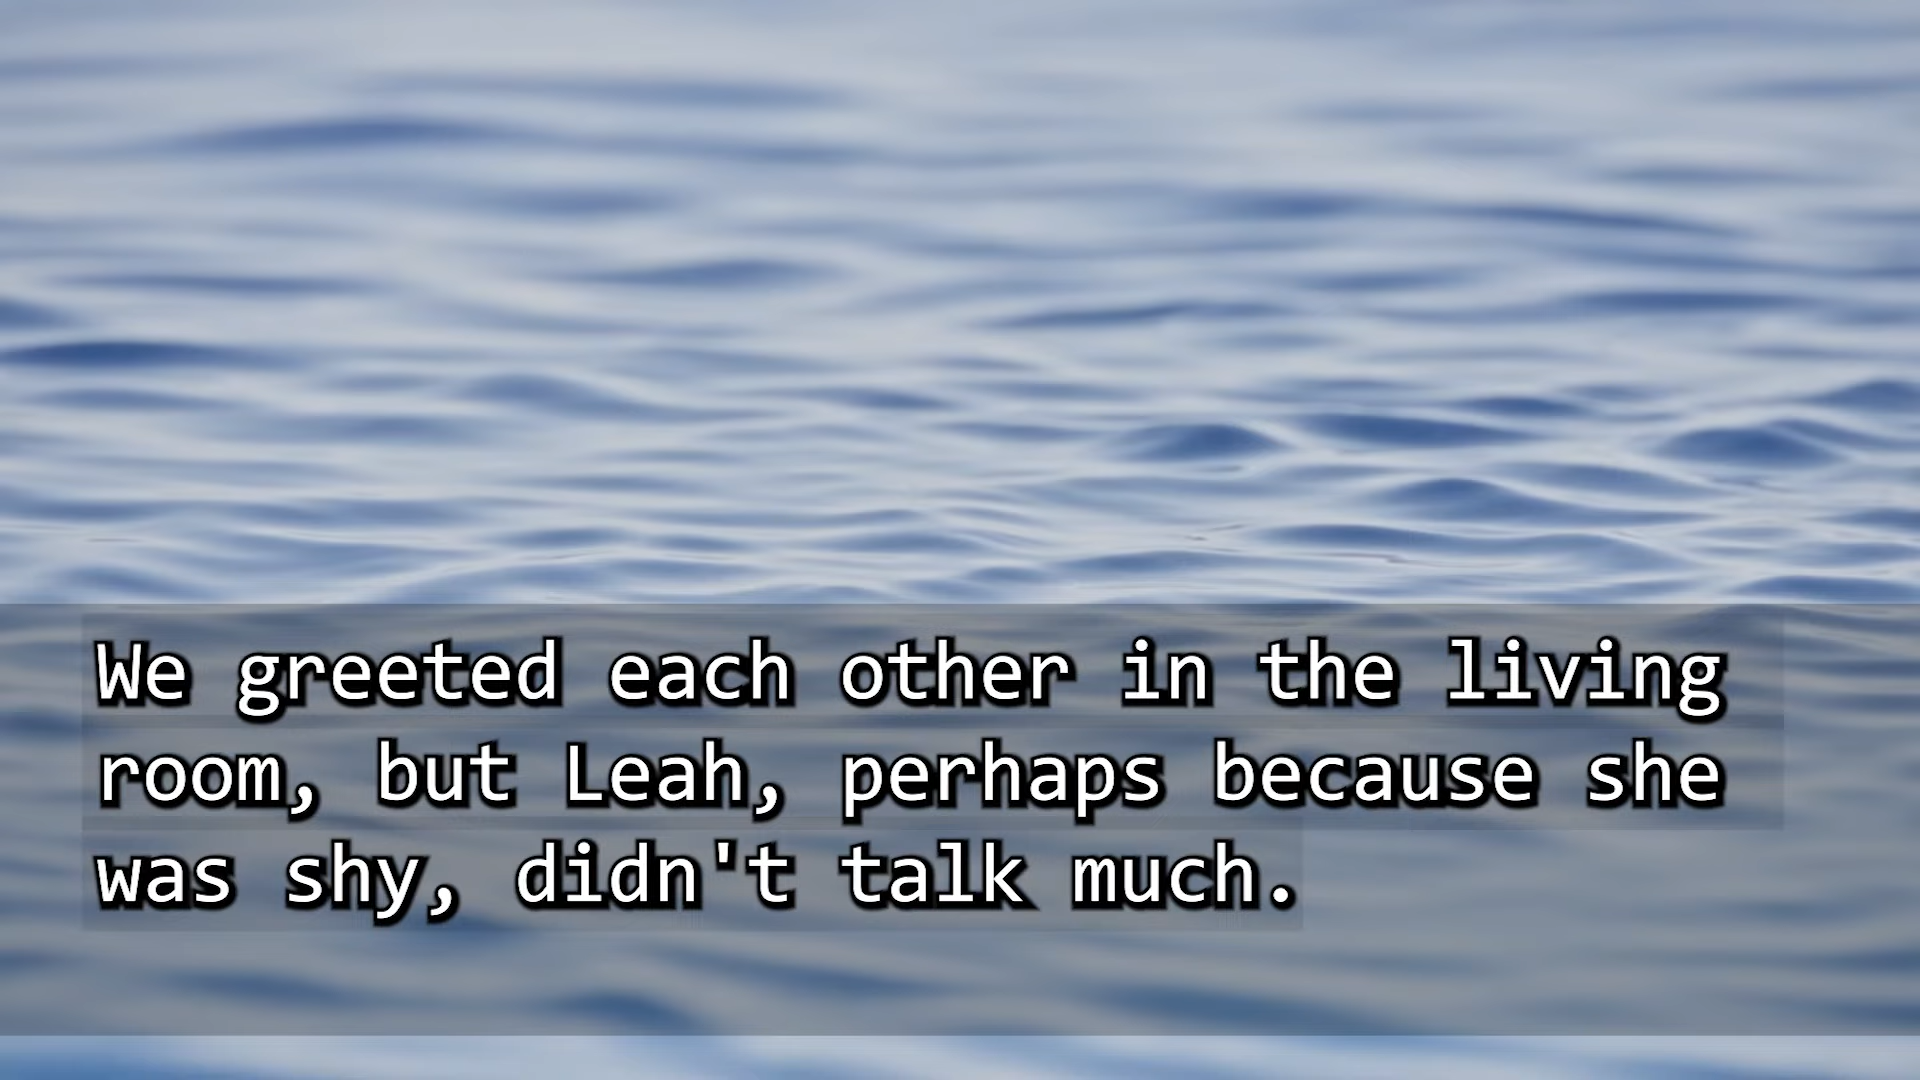 We greeted each other in the living
room, but Leah, perhaps because she
was shy, didn't talk much.